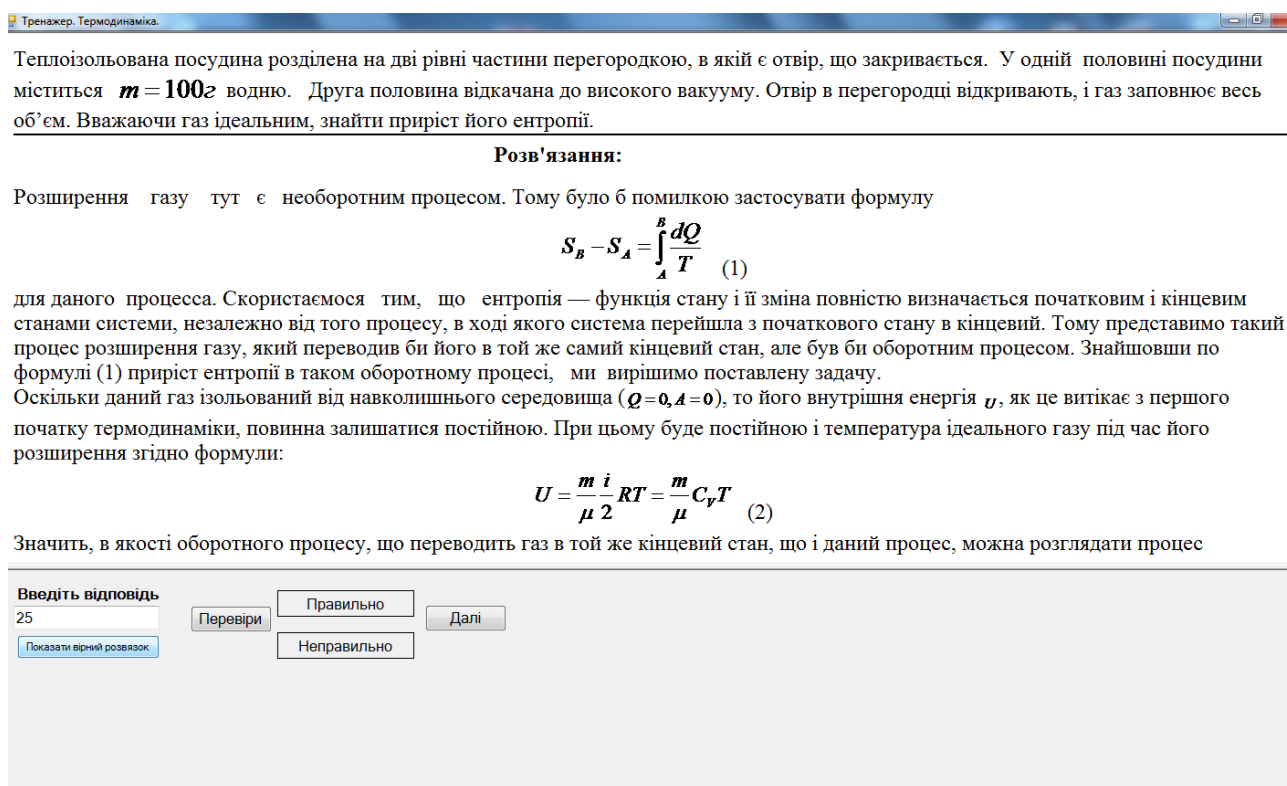 Тренажер. Термодинаміка.
Теплоізольована посудина розділена на дві рівні частини перегородкою, в якій є отвір, що закривається. У одній половині посудини
міститься m = 100г водню. Друга половина відкачана до високого вакууму. Отвір в перегородці відкривають, і газ заповнює весь
об’єм. Вважаючи газ ідеальним, знайти приріст його ентропії.
Розв'язання:
Розширення газу тут є необоротним процесом. Тому було б помилкою застосувати формулу
S_B − S_A = ∫_A^B dQ/T (1)
для даного процесса. Скористаємося тим, що ентропія — функція стану і її зміна повністю визначається початковим і кінцевим
станами системи, незалежно від того процесу, в ході якого система перейшла з початкового стану в кінцевий. Тому представимо такий
процес розширення газу, який переводив би його в той же самий кінцевий стан, але був би оборотним процесом. Знайшовши по
формулі (1) приріст ентропії в таком оборотному процесі, ми вирішимо поставлену задачу.
Оскільки даний газ ізольований від навколишнього середовища (Q = 0, A = 0), то його внутрішня енергія U, як це витікає з першого
початку термодинаміки, повинна залишатися постійною. При цьому буде постійною і температура ідеального газу під час його
розширення згідно формули:
U = m/μ i/2 RT = m/μ C_V T (2)
Значить, в якості оборотного процесу, що переводить газ в той же кінцевий стан, що і даний процес, можна розглядати процес
Введіть відповідь
25
Перевіри
Правильно
Далі
Показати вірний розвязок
Неправильно